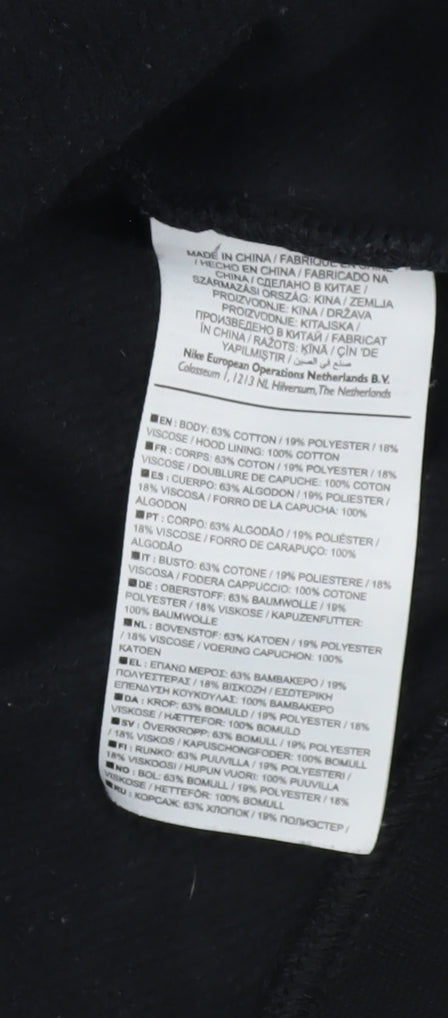 MADE IN CHINA / FABRIQUÉ EN CHINE
/ HECHO EN CHINA / FABRICADO NA
CHINA / СДЕЛАНО В КИТАЕ /
SZÁRMAZÁSI ORSZÁG: KÍNA / ZEMLJA
PROIZVODNJE: KINA / DRŽAVA
PROIZVODNJE: KITAJSKA /
ПРОИЗВЕДЕНО В КИТАЙ / FABRICAT
ÎN CHINA / RAŽOTS: ĶĪNĀ / ÇİN 'DE
YAPILMIŞTIR / صنع في الصين
Nike European Operations Netherlands B.V.
Colosseum 1, 1213 NL Hilversum, The Netherlands
■EN : BODY: 63% COTTON / 19% POLYESTER / 18%
VISCOSE / HOOD LINING: 100% COTTON
■FR : CORPS: 63% COTON / 19% POLYESTER / 18%
VISCOSE / DOUBLURE DE CAPUCHE: 100% COTON
■ES : CUERPO: 63% ALGODON / 19% POLIESTER /
18% VISCOSA / FORRO DE LA CAPUCHA: 100%
ALGODON
■PT : CORPO: 63% ALGODÃO / 19% POLIÉSTER /
18% VISCOSE / FORRO DE CARAPUÇO: 100%
ALGODÃO
■IT : BUSTO: 63% COTONE / 19% POLIESTERE / 18%
VISCOSA / FODERA CAPPUCCIO: 100% COTONE
■DE : OBERSTOFF: 63% BAUMWOLLE / 19%
POLYESTER / 18% VISKOSE / KAPUZENFUTTER:
100% BAUMWOLLE
■NL : BOVENSTOF: 63% KATOEN / 19% POLYESTER
/ 18% VISCOSE / VOERING CAPUCHON: 100%
KATOEN
■EL : ΕΠΑΝΩ ΜΕΡΟΣ: 63% ΒΑΜΒΑΚΕΡΟ / 19%
ΠΟΛΥΕΣΤΕΡΑΣ / 18% ΒΙΣΚΟΖΗ / ΕΣΩΤΕΡΙΚΗ
ΕΠΕΝΔΥΣΗ ΚΟΥΚΟΥΛΑΣ: 100% ΒΑΜΒΑΚΕΡΟ
■DA : KROP: 63% BOMULD / 19% POLYESTER / 18%
VISKOSE / HÆTTEFOR: 100% BOMULD
■SV : ÖVERKROPP: 63% BOMULL / 19% POLYESTER
/ 18% VISKOS / KAPUSCHONGFODER: 100% BOMULL
■FI : RUNKO: 63% PUUVILLA / 19% POLYESTERI /
18% VISKOOSI / HUPUN VUORI: 100% PUUVILLA
■NO : BOL: 63% BOMULL / 19% POLYESTER / 18%
VISKOSE / HETTEFÔR: 100% BOMULL
■RU : КОРСАЖ: 63% ХЛОПОК / 19% ПОЛИЭСТЕР /